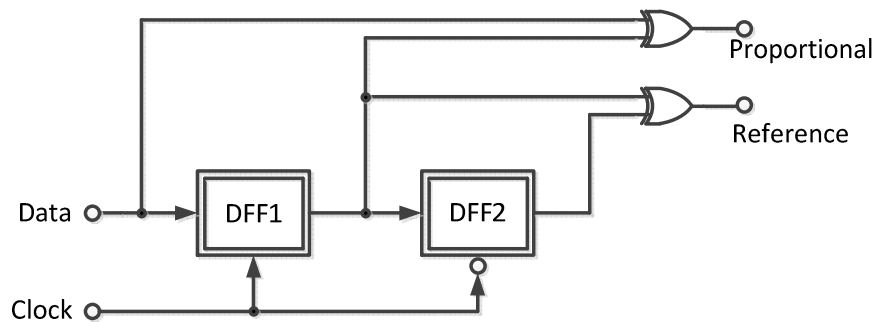 Proportional
Reference
Data
DFF1
DFF2
Clock